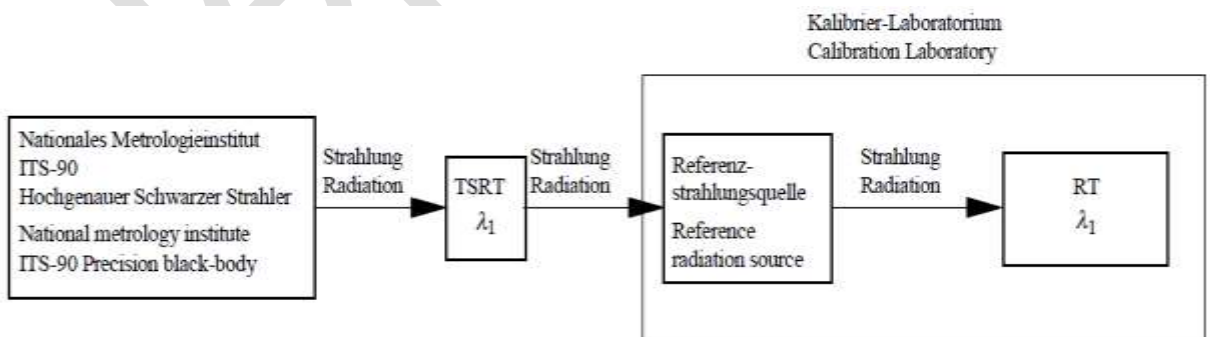 Kalibrier-Laboratorium
Calibration Laboratory
Nationales Metrologieinstitut
ITS-90
Hochgenauer Schwarzer Strahler
National metrology institute
ITS-90 Precision black-body
Strahlung
Radiation
TSRT
λ₁
Strahlung
Radiation
Referenz-
strahlungsquelle
Reference
radiation source
Strahlung
Radiation
RT
λ₁